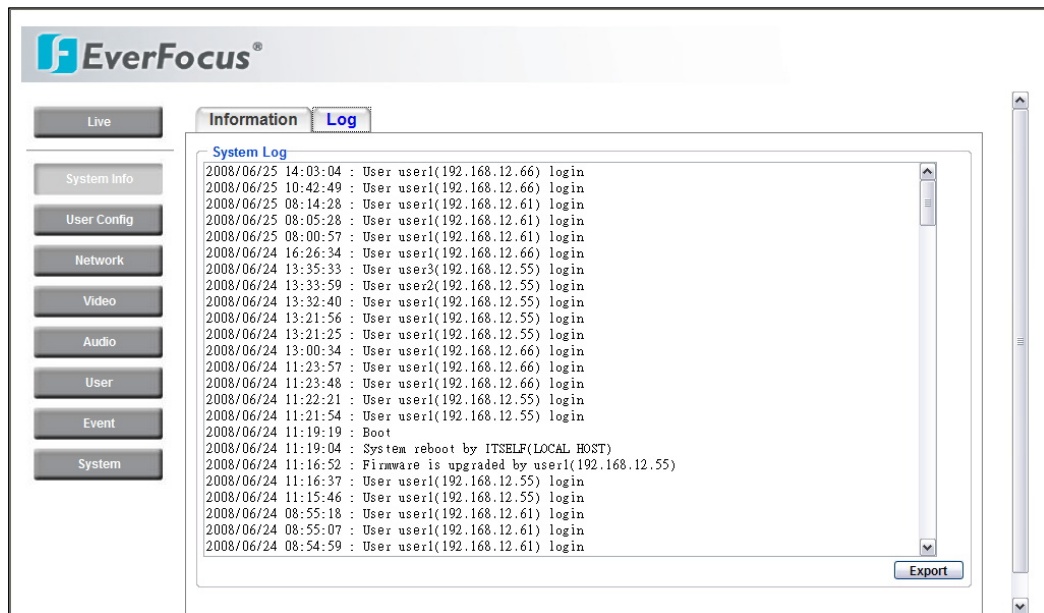 EverFocus®
Live
System Info
User Config
Network
Video
Audio
User
Event
System
Information
Log
System Log
2008/06/25 14:03:04 : User user1(192.168.12.66) login
2008/06/25 10:42:49 : User user1(192.168.12.66) login
2008/06/25 08:14:28 : User user1(192.168.12.61) login
2008/06/25 08:05:28 : User user1(192.168.12.61) login
2008/06/25 08:00:57 : User user1(192.168.12.61) login
2008/06/24 16:26:34 : User user1(192.168.12.66) login
2008/06/24 13:35:33 : User user3(192.168.12.55) login
2008/06/24 13:33:59 : User user2(192.168.12.55) login
2008/06/24 13:32:40 : User user1(192.168.12.55) login
2008/06/24 13:21:56 : User user1(192.168.12.55) login
2008/06/24 13:21:25 : User user1(192.168.12.55) login
2008/06/24 13:00:34 : User user1(192.168.12.66) login
2008/06/24 11:23:57 : User user1(192.168.12.66) login
2008/06/24 11:23:48 : User user1(192.168.12.66) login
2008/06/24 11:22:21 : User user1(192.168.12.55) login
2008/06/24 11:21:54 : User user1(192.168.12.55) login
2008/06/24 11:19:19 : Boot
2008/06/24 11:19:04 : System reboot by ITSELF(LOCAL HOST)
2008/06/24 11:16:52 : Firmware is upgraded by user1(192.168.12.55)
2008/06/24 11:16:37 : User user1(192.168.12.55) login
2008/06/24 11:15:46 : User user1(192.168.12.55) login
2008/06/24 08:55:18 : User user1(192.168.12.61) login
2008/06/24 08:55:07 : User user1(192.168.12.61) login
2008/06/24 08:54:59 : User user1(192.168.12.61) login
Export